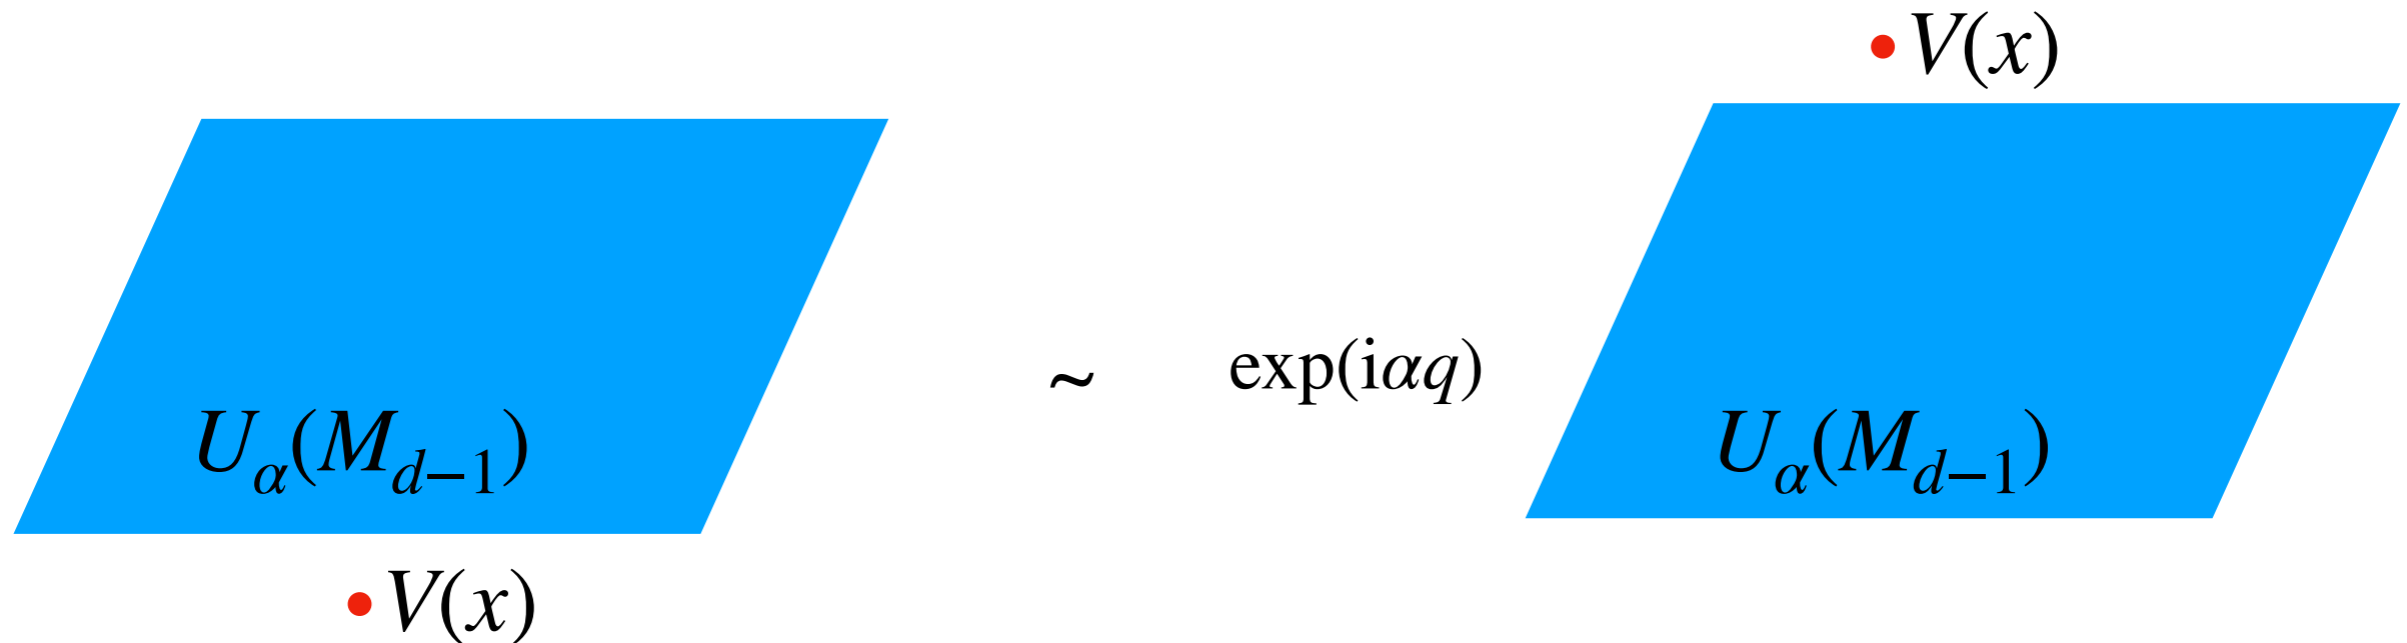 V(x)
~ exp(iαq)
U_α(M_{d−1}) U_α(M_{d−1})
V(x)